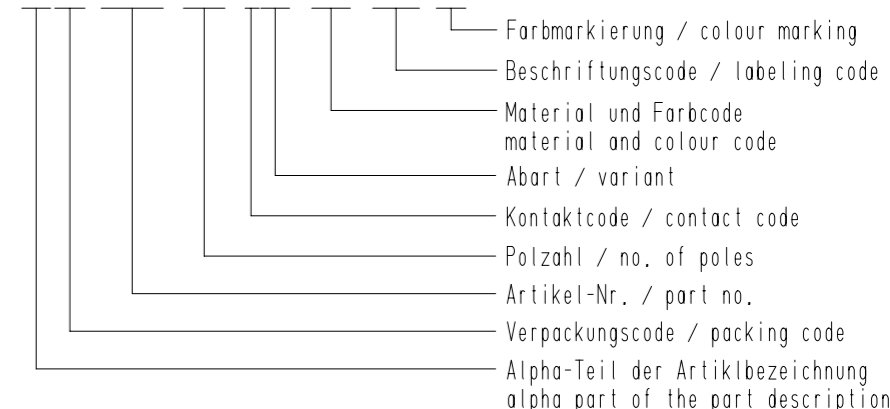 Farbmarkierung / colour marking
Beschriftungscode / labeling code
Material und Farbcode
material and colour code
Abart / variant
Kontaktcode / contact code
Polzahl / no. of poles
Artikel-Nr. / part no.
Verpackungscode / packing code
Alpha-Teil der Artiklbezeichnung
alpha part of the part description